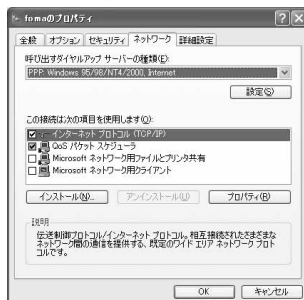 fomaのプロパティ
全般 オプション セキュリティ ネットワーク 詳細設定
呼び出すダイヤルアップ サーバーの種類(E):
PPP: Windows 95/98/NT4/2000, Internet
設定(S)
この接続は次の項目を使用します(O):
インターネット プロトコル (TCP/IP)
QoS パケット スケジューラ
Microsoft ネットワーク用ファイルとプリンタ共有
Microsoft ネットワーク用クライアント
インストール(N)... アンインストール(U) プロパティ(R)
説明
伝送制御プロトコル/インターネット プロトコル。相互接続されたさまざまな
ネットワーク間の通信を提供する、既定のワイド エリア ネットワーク プロト
コルです。
OK キャンセル